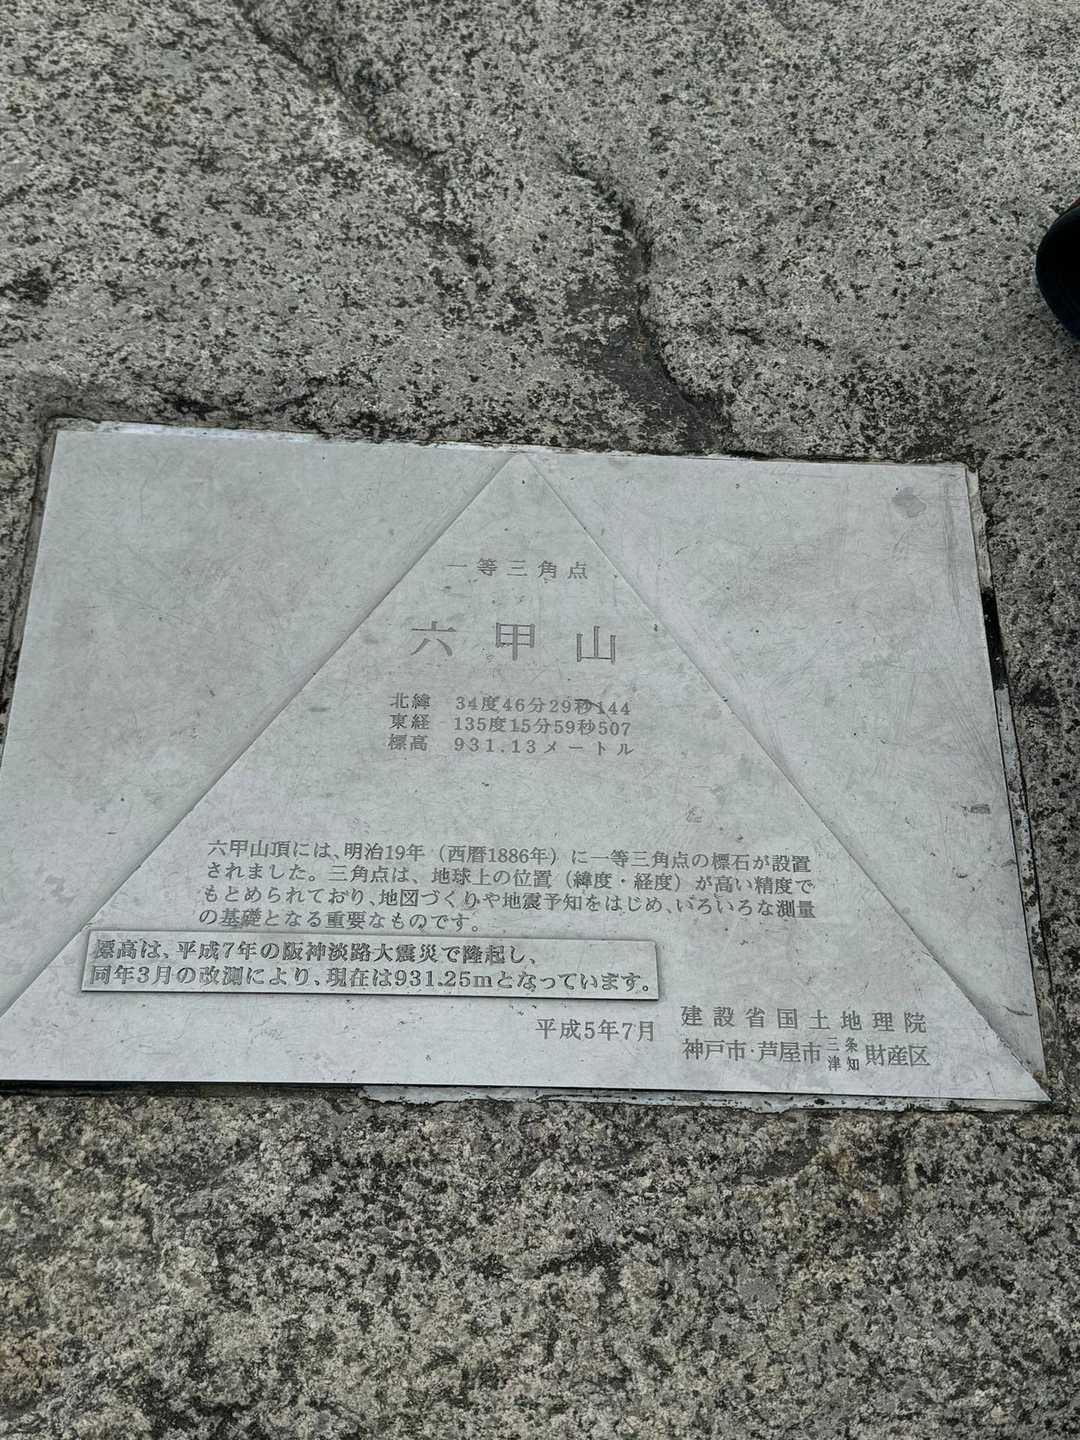 一等三角点
六甲山
北緯　34度46分29秒144
東経　135度15分59秒507
標高　931.13メートル
六甲山頂には、明治19年（西暦1886年）に一等三角点の標石が設置
されました。三角点は、地球上の位置（緯度・経度）が高い精度で
もとめられており、地図づくりや地震予知をはじめ、いろいろな測量
の基礎となる重要なものです。
標高は、平成7年の阪神淡路大震災で隆起し、
同年3月の改測により、現在は931.25mとなっています。
平成5年7月　建設省国土地理院
神戸市・芦屋市三条津知財産区